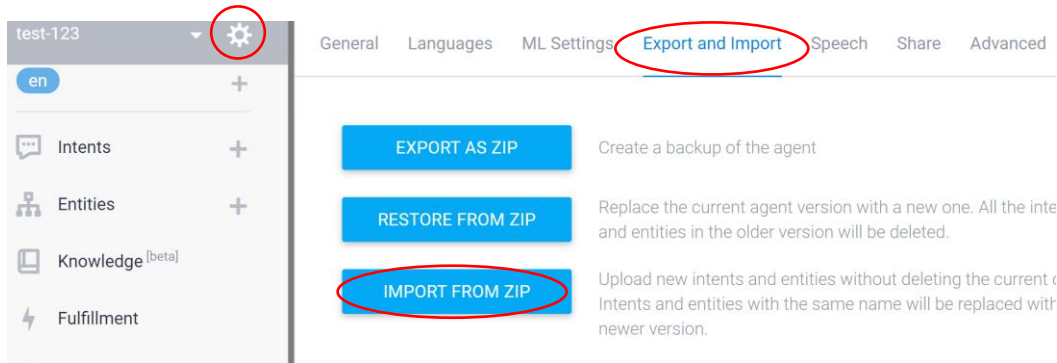 test-123
en
Intents
Entities
Knowledge [beta]
Fulfillment
General Languages ML Settings Export and Import Speech Share Advanced
EXPORT AS ZIP
Create a backup of the agent
RESTORE FROM ZIP
Replace the current agent version with a new one. All the
and entities in the older version will be deleted.
IMPORT FROM ZIP
Upload new intents and entities without deleting the current
Intents and entities with the same name will be replaced with
newer version.